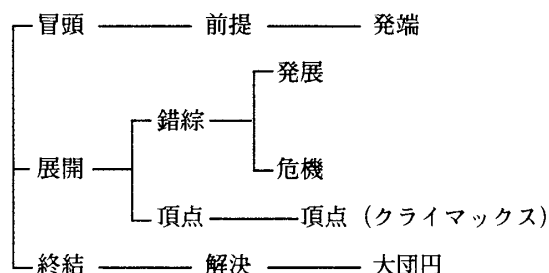 冒頭 前提 発端
発展
錯綜
危機
展開
頂点 頂点（クライマックス）
終結 解決 大団円